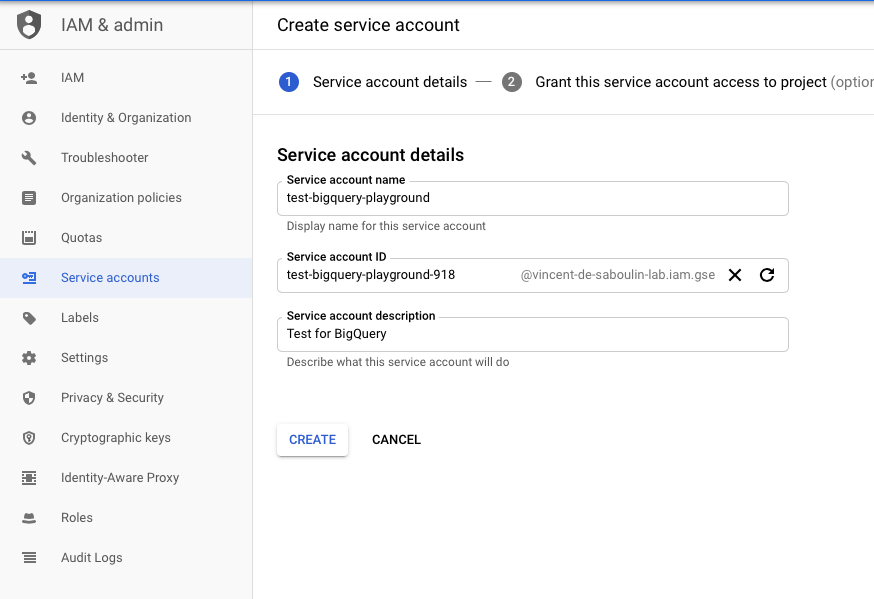 IAM & admin
IAM
Identity & Organization
Troubleshooter
Organization policies
Quotas
Service accounts
Labels
Settings
Privacy & Security
Cryptographic keys
Identity-Aware Proxy
Roles
Audit Logs
Create service account
1 Service account details — 2 Grant this service account access to project (option
Service account details
Service account name
test-bigquery-playground
Display name for this service account
Service account ID
test-bigquery-playground-918 @vincent-de-saboulin-lab.iam.gse
Service account description
Test for BigQuery
Describe what this service account will do
CREATE CANCEL